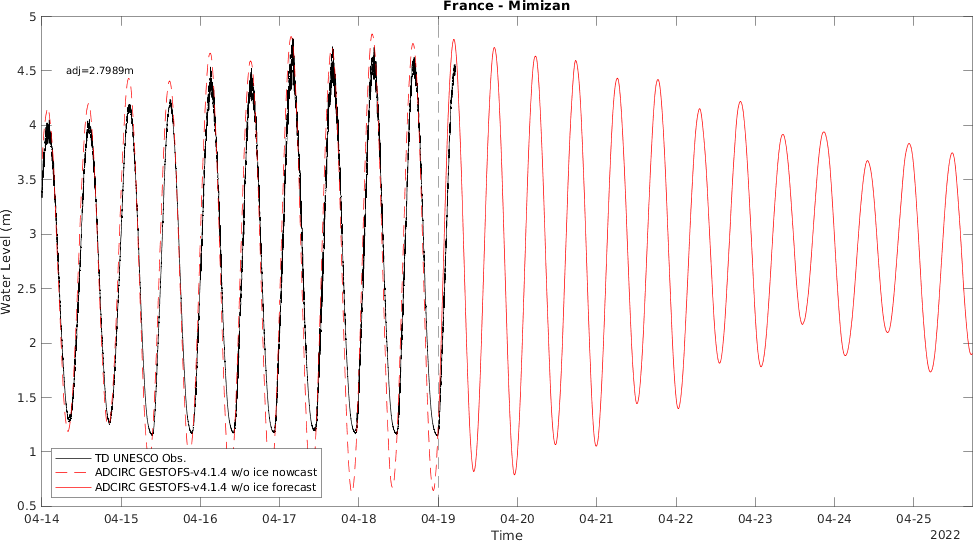 France - Mimizan
5
4.5
4
3.5
3
2.5
2
1.5
1
0.5
Water Level (m)
adj=2.7989m
TD UNESCO Obs.
ADCIRC GESTOFS-v4.1.4 w/o ice nowcast
ADCIRC GESTOFS-v4.1.4 w/o ice forecast
04-14 04-15 04-16 04-17 04-18 04-19 04-20 04-21 04-22 04-23 04-24 04-25
Time
2022